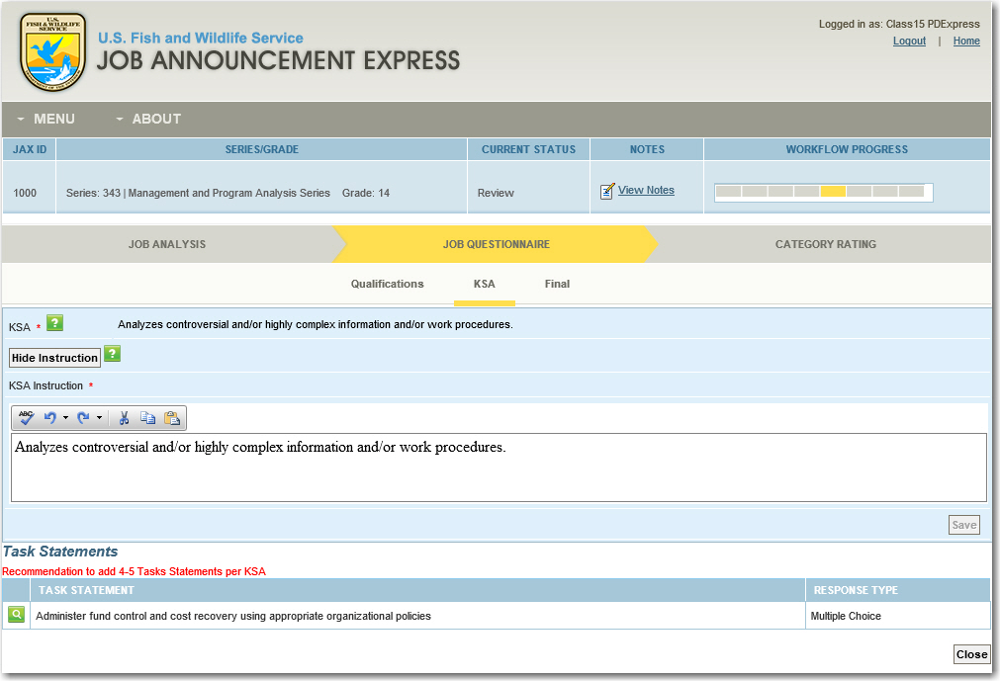 U.S.
FISH & WILDLIFE
SERVICE
U.S. Fish and Wildlife Service
JOB ANNOUNCEMENT EXPRESS
Logged in as: Class15 PDExpress
Logout | Home
MENU ABOUT
JAX ID SERIES/GRADE CURRENT STATUS NOTES WORKFLOW PROGRESS
1000 Series: 343 | Management and Program Analysis Series Grade: 14 Review View Notes
JOB ANALYSIS JOB QUESTIONNAIRE CATEGORY RATING
Qualifications KSA Final
KSA * ? Analyzes controversial and/or highly complex information and/or work procedures.
Hide Instruction ?
KSA Instruction *
ABC
Analyzes controversial and/or highly complex information and/or work procedures.
Save
Task Statements
Recommendation to add 4-5 Tasks Statements per KSA
TASK STATEMENT RESPONSE TYPE
Administer fund control and cost recovery using appropriate organizational policies Multiple Choice
Close